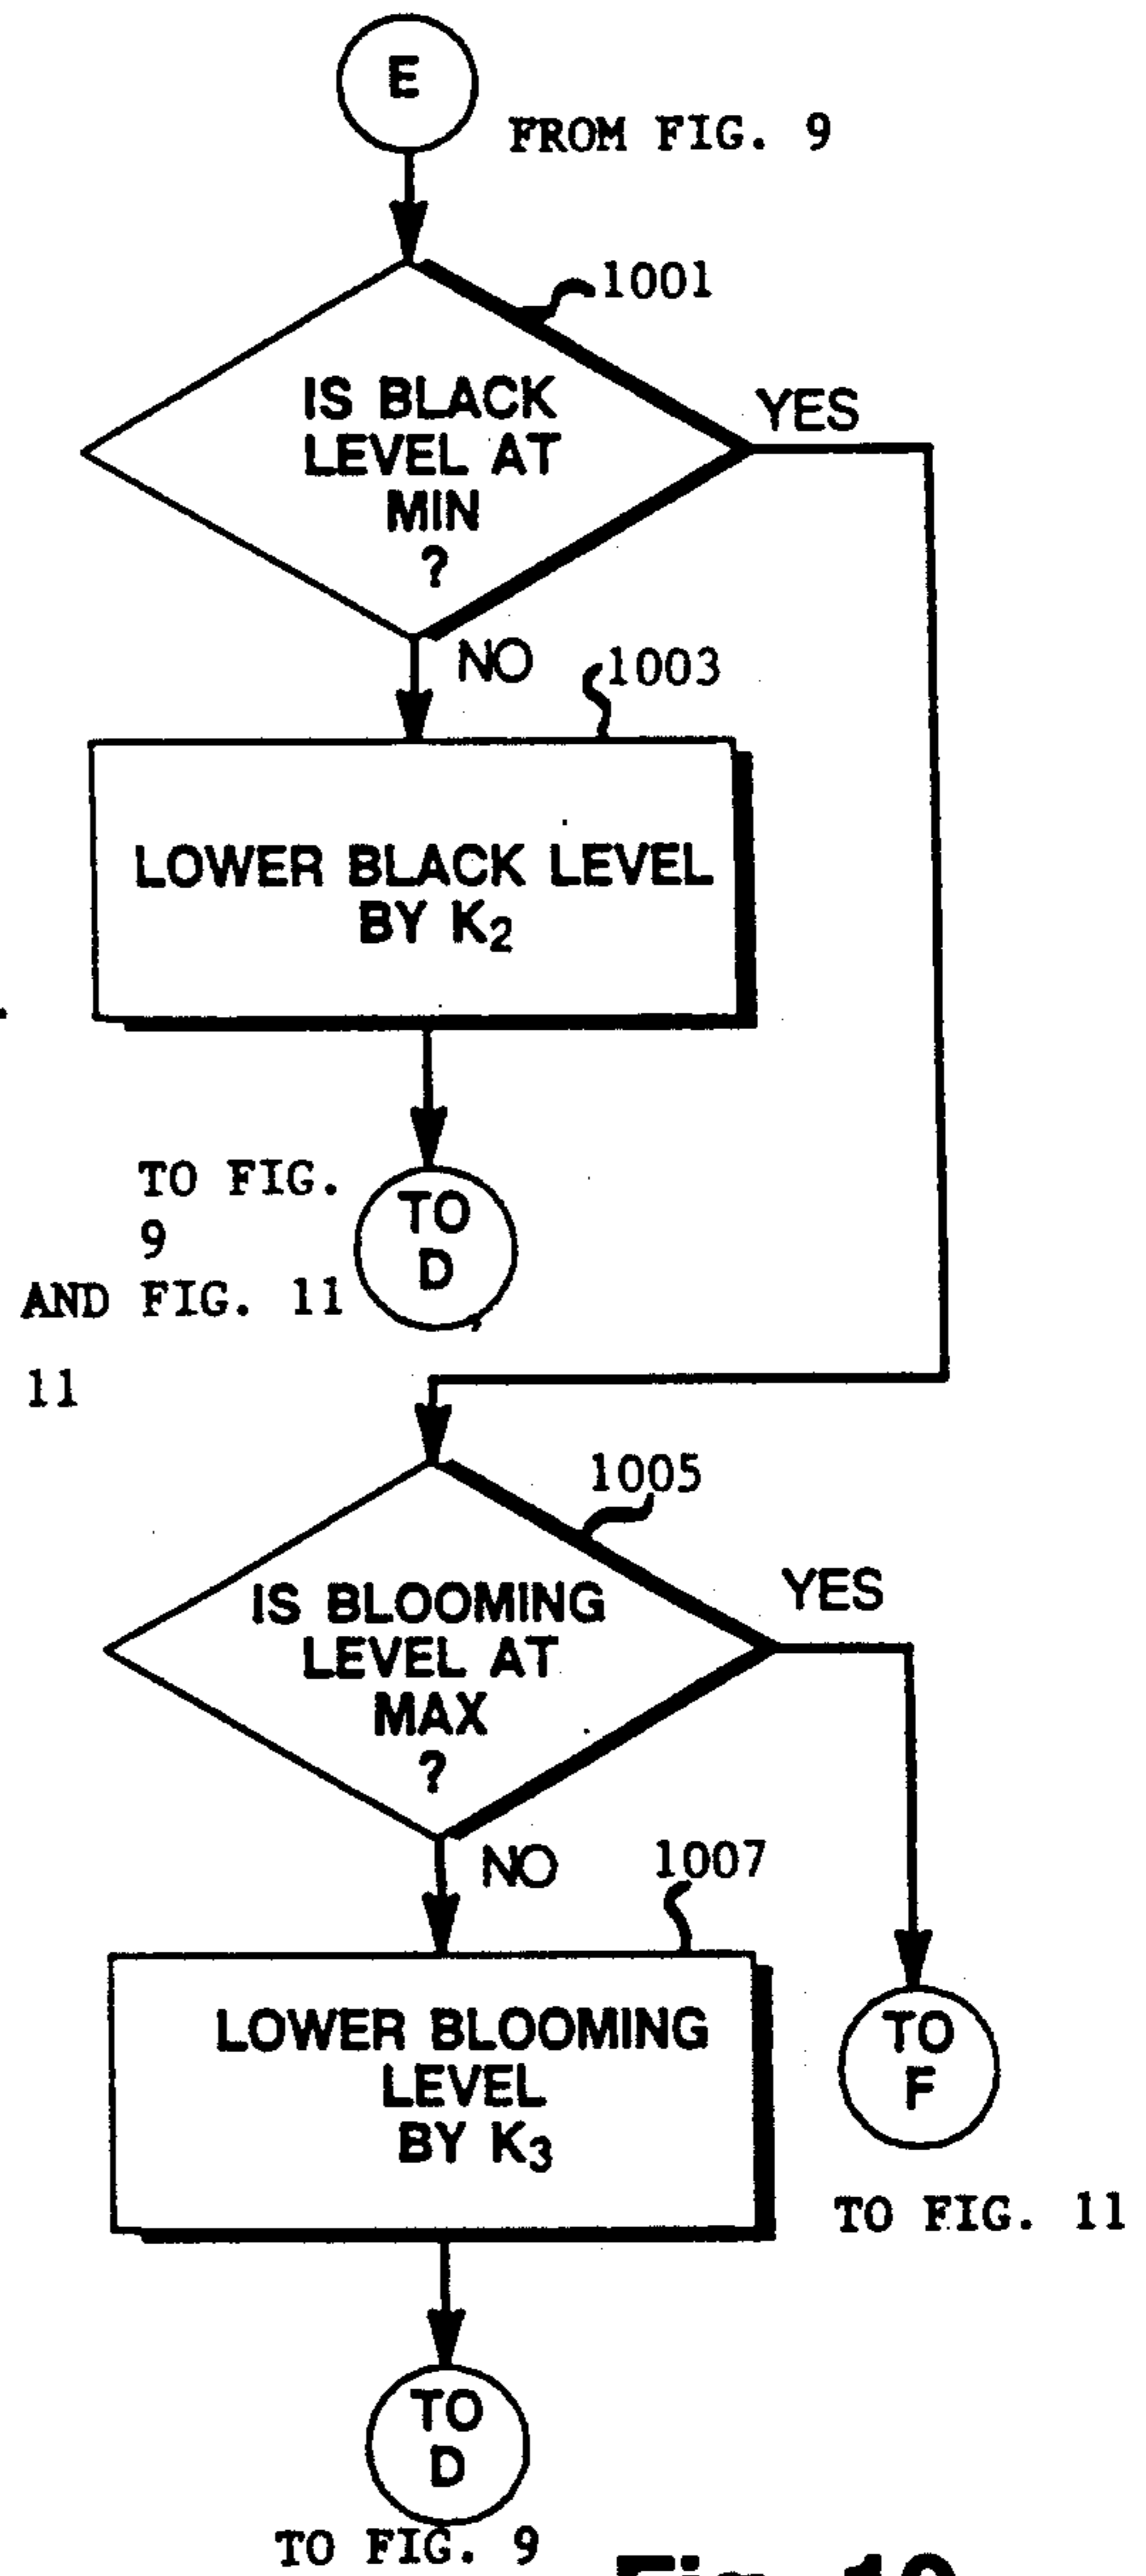 E
FROM FIG. 9
1001
IS BLACK
LEVEL AT
MIN
?
YES
NO
1003
LOWER BLACK LEVEL
BY K₂
TO FIG.
9
AND FIG. 11
TO
D
11
1005
IS BLOOMING
LEVEL AT
MAX
?
YES
NO
1007
LOWER BLOOMING
LEVEL
BY K₃
TO
F
TO FIG. 11
TO
D
TO FIG. 9